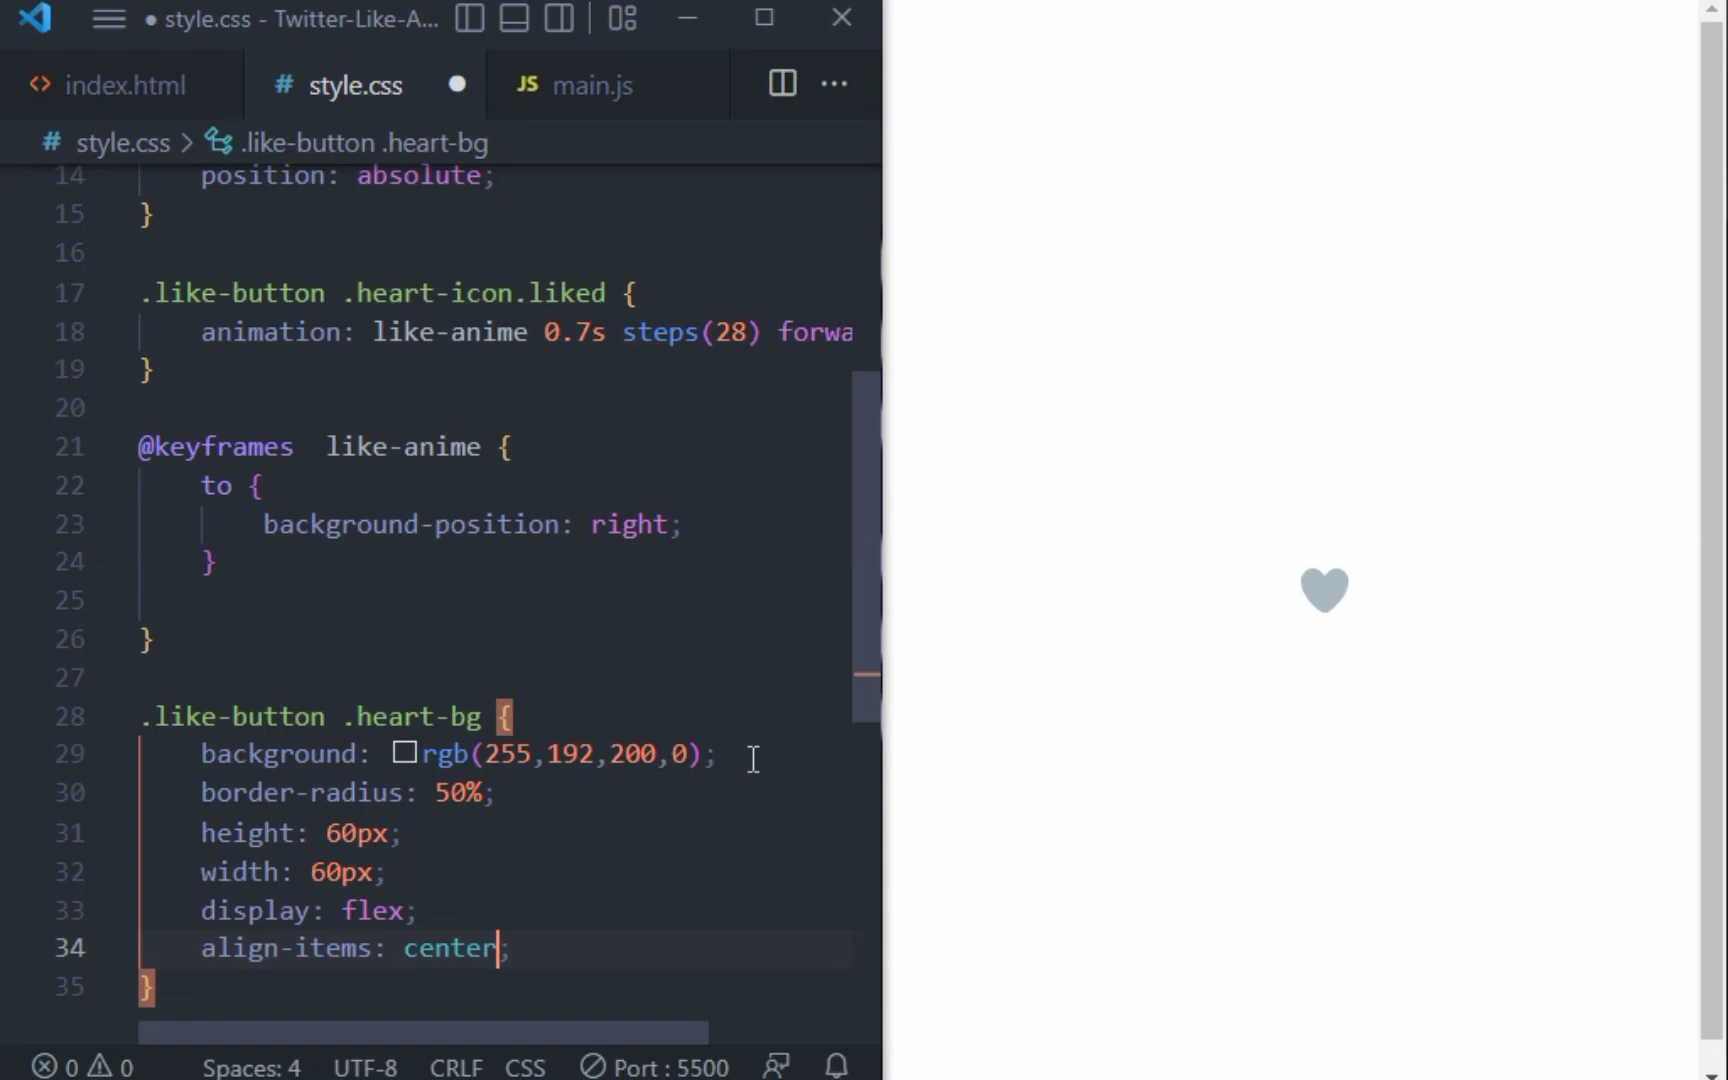 ● style.css - Twitter-Like-A...
<> index.html
# style.css ●
JS main.js
...
# style.css > .like-button .heart-bg
14 position: absolute;
15 }
16
17 .like-button .heart-icon.liked {
18 animation: like-anime 0.7s steps(28) forwa
19 }
20
21 @keyframes  like-anime {
22 to {
23 background-position: right;
24 }
25
26 }
27
28 .like-button .heart-bg {
29 background: rgb(255,192,200,0);
30 border-radius: 50%;
31 height: 60px;
32 width: 60px;
33 display: flex;
34 align-items: center;
35 }
0 0 Spaces: 4 UTF-8 CRLF CSS Port : 5500